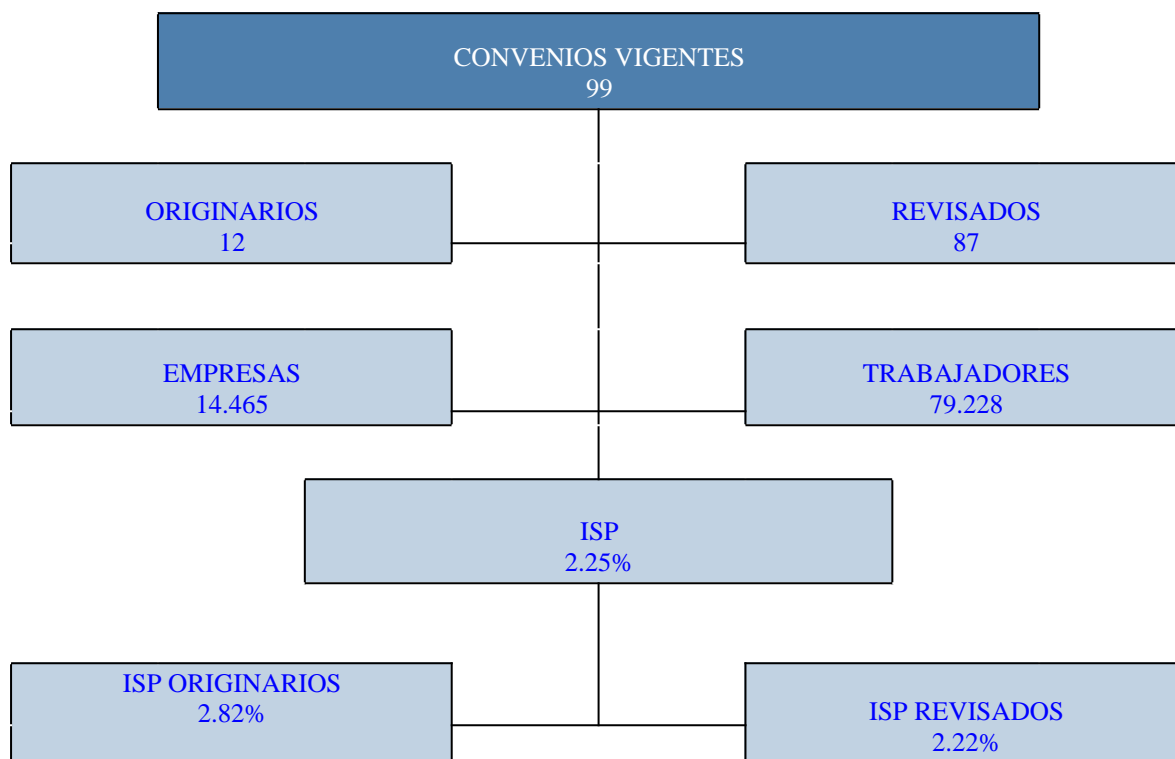 CONVENIOS VIGENTES
99
ORIGINARIOS
12
REVISADOS
87
EMPRESAS
14.465
TRABAJADORES
79.228
ISP
2.25%
ISP ORIGINARIOS
2.82%
ISP REVISADOS
2.22%